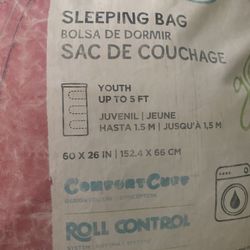 SLEEPING BAG
BOLSA DE DORMIR
SAC DE COUCHAGE
YOUTH
UP TO 5 FT
JUVENIL | JEUNE
HASTA 1.5 M | JUSQU'À 1,5 M
60 X 26 IN | 152.4 X 66 CM
COMFORT CUFF
ROLL CONTROL